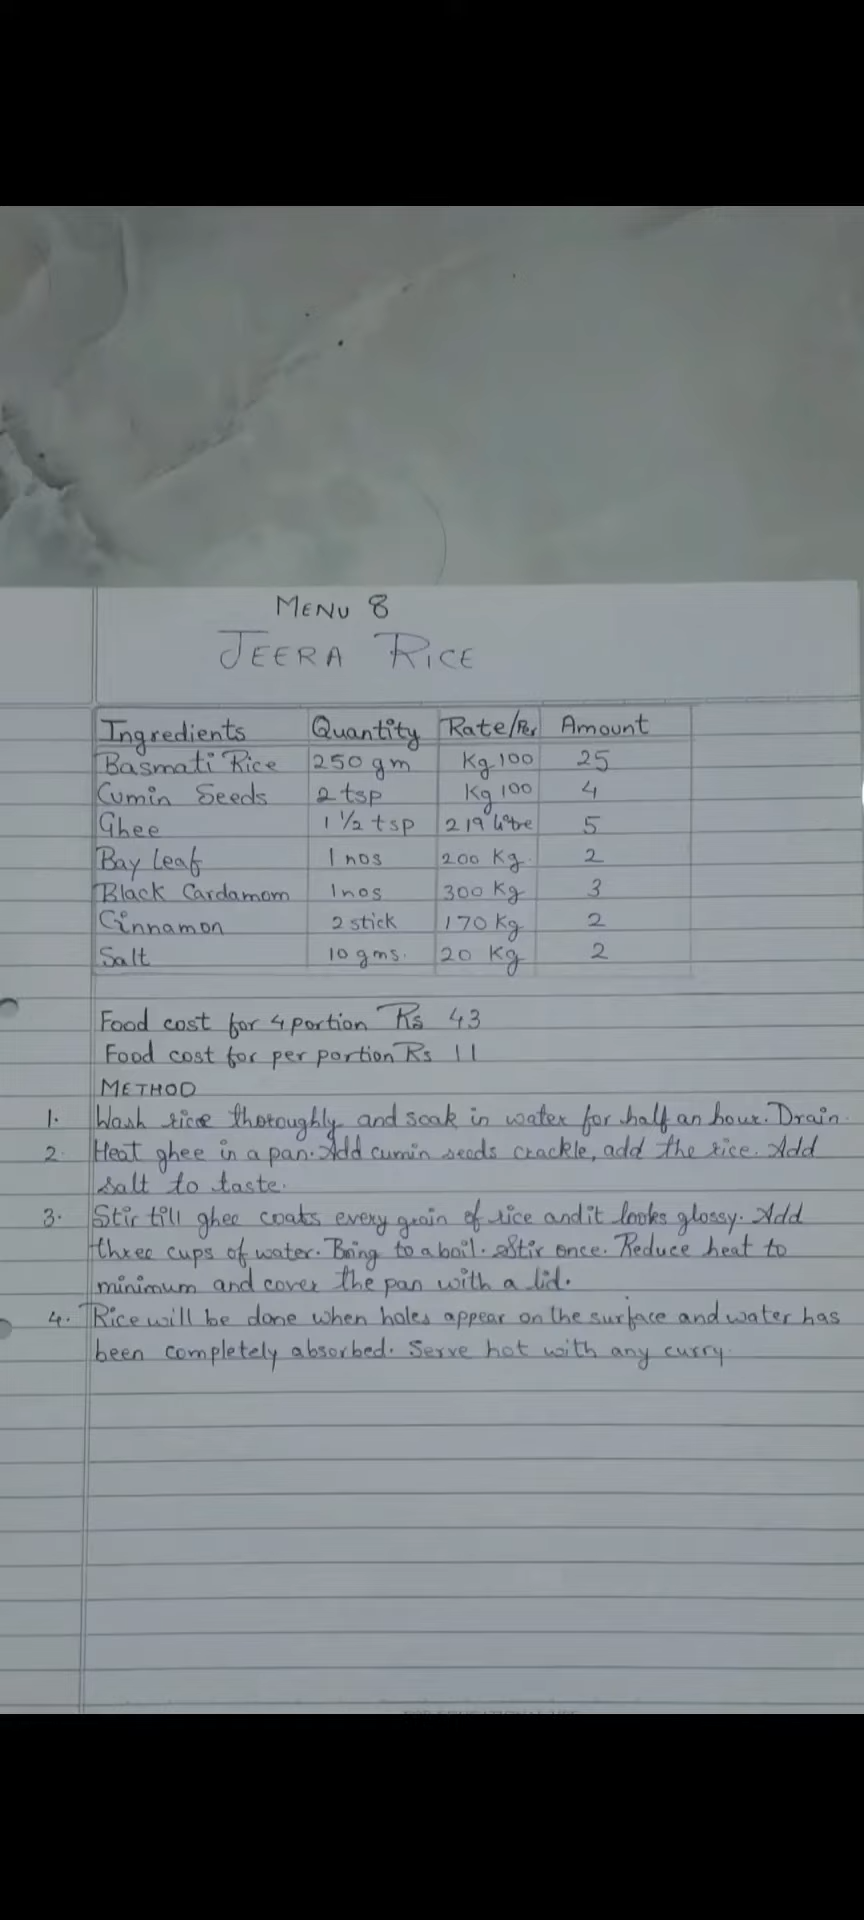 MENU 8
JEERA RICE
Ingredients Quantity Rate/Per Amount
Basmati Rice 250 gm Kg 100 25
Cumin Seeds 2 tsp Kg 100 4
Ghee 1 1/2 tsp 219 litre 5
Bay Leaf 1 nos 200 Kg. 2
Black Cardamom 1 nos 300 Kg 3
Cinnamon 2 stick 170 Kg 2
Salt 10 gms. 20 Kg 2
Food cost for 4 portion Rs 43
Food cost for per portion Rs 11
METHOD
1. Wash rice thoroughly and soak in water for half an hour. Drain.
2. Heat ghee in a pan. Add cumin seeds crackle, add the rice. Add
salt to taste.
3. Stir till ghee coats every grain of rice and it looks glossy. Add
three cups of water. Bring to a boil. Stir once. Reduce heat to
minimum and cover the pan with a lid.
4. Rice will be done when holes appear on the surface and water has
been completely absorbed. Serve hot with any curry.